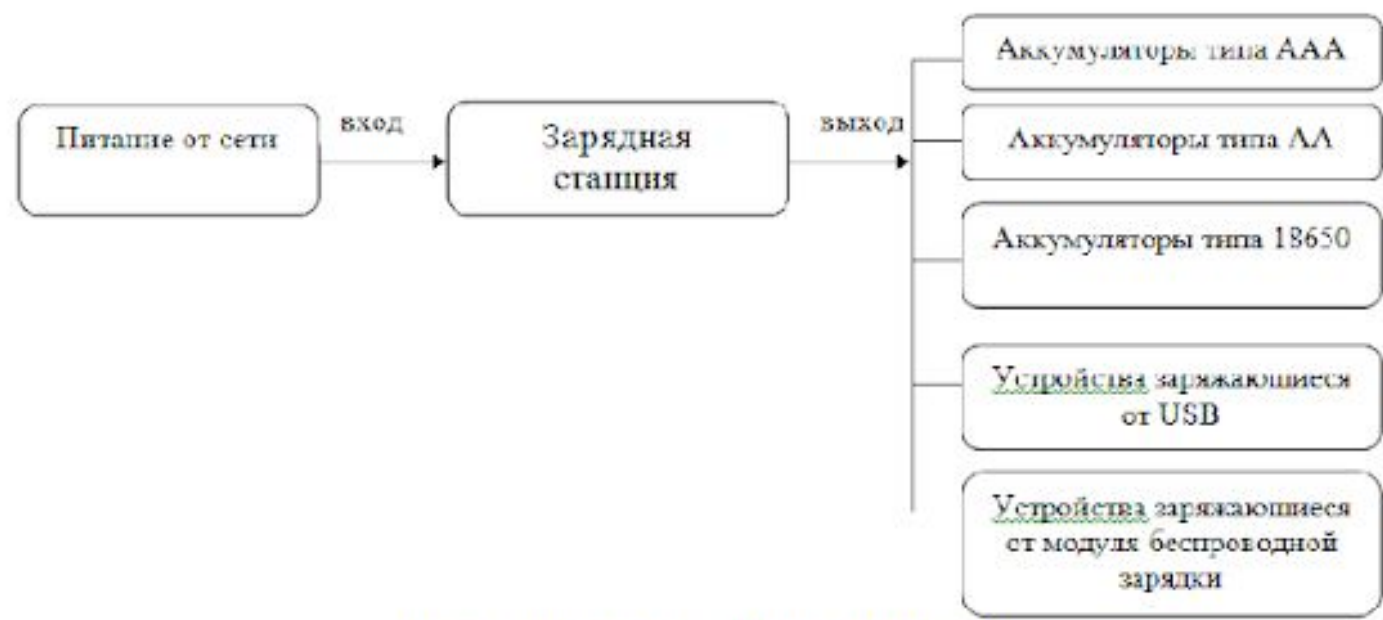 Питание от сети
вход
Зарядная
станция
выход
Аккумуляторы типа ААА
Аккумуляторы типа АА
Аккумуляторы типа 18650
Устройства заряжающиеся
от USB
Устройства заряжающиеся
от модуля беспроводной
зарядки